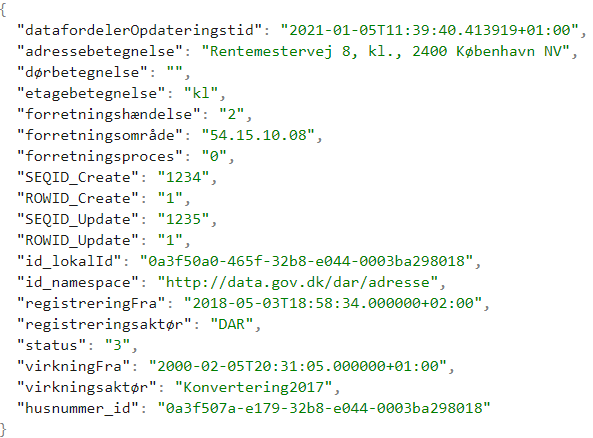 {
"datafordelerOpdateringstid": "2021-01-05T11:39:40.413919+01:00",
"adressebetegnelse": "Rentemestervej 8, kl., 2400 København NV",
"dørbetegnelse": "",
"etagebetegnelse": "kl",
"forretningshændelse": "2",
"forretningsområde": "54.15.10.08",
"forretningsproces": "0",
"SEQID_Create": "1234",
"ROWID_Create": "1",
"SEQID_Update": "1235",
"ROWID_Update": "1",
"id_lokalId": "0a3f50a0-465f-32b8-e044-0003ba298018",
"id_namespace": "http://data.gov.dk/dar/adresse",
"registreringFra": "2018-05-03T18:58:34.000000+02:00",
"registreringsaktør": "DAR",
"status": "3",
"virkningFra": "2000-02-05T20:31:05.000000+01:00",
"virkningsaktør": "Konvertering2017",
"husnummer_id": "0a3f507a-e179-32b8-e044-0003ba298018"
}